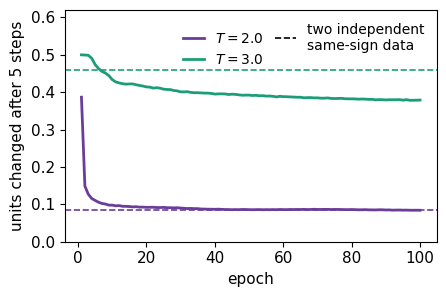 0.6
0.5
0.4
0.3
0.2
0.1
0.0
units changed after 5 steps
T = 2.0
T = 3.0
two independent
same-sign data
0 20 40 60 80 100
epoch